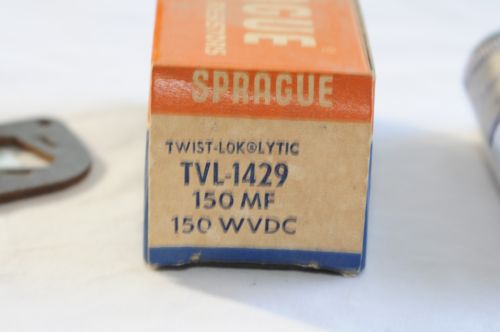 SPRAGUE
TWIST-LOK®LYTIC
TVL-1429
150 MF
150 WVDC